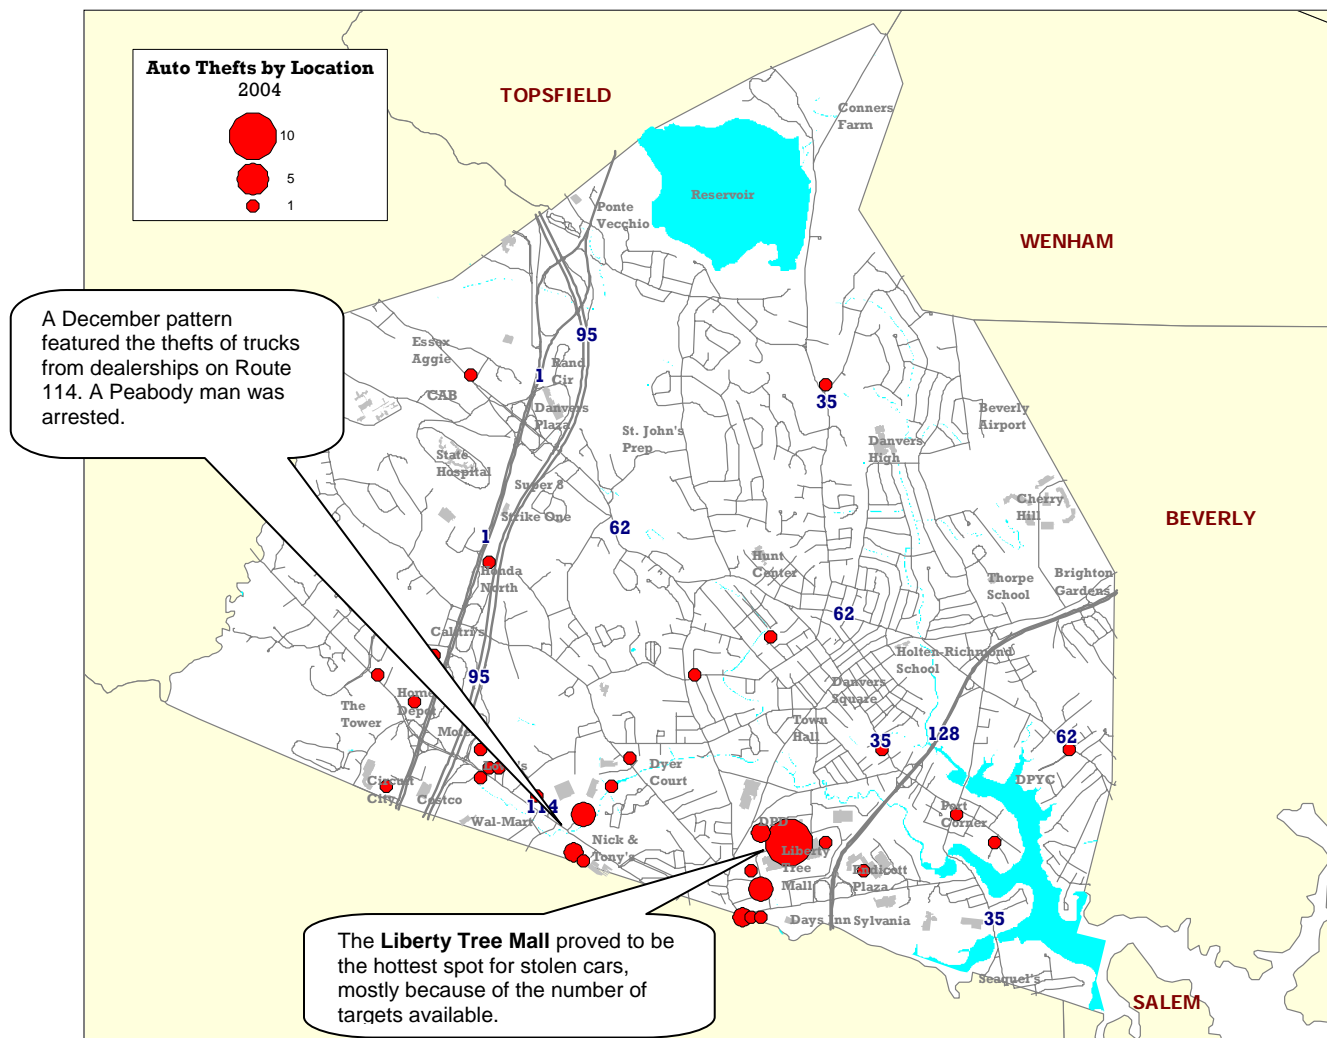 Auto Thefts by Location
2004
10
5
1
TOPSFIELD
Conners
Farm
Reservoir
Ponte
Vecchio
WENHAM
A December pattern
featured the thefts of trucks
from dealerships on Route
114. A Peabody man was
arrested.
95
Essex
Aggie
Rand
Cir
1
CAB
35
Danvers
Plaza
Beverly
Airport
St. John's
Prep
Danvers
High
State
Hospital
Super 8
Cherry
Hill
Strike One
BEVERLY
62
1
Hunt
Center
Honda
North
Thorpe
School
Brighton
Gardens
62
Calitri's
Holten-Richmond
School
95
Danvers
Square
Home
Depot
The
Tower
Town
Hall
35
128
62
Dyer
Court
Circuit
City
Costco
DPYC
114
Wal-Mart
Port
Corner
DPD
Nick &
Tony's
Liberty
Tree
Mall
Endicott
Plaza
Days Inn
Sylvania
35
The Liberty Tree Mall proved to be
the hottest spot for stolen cars,
mostly because of the number of
targets available.
Seaquel's
SALEM